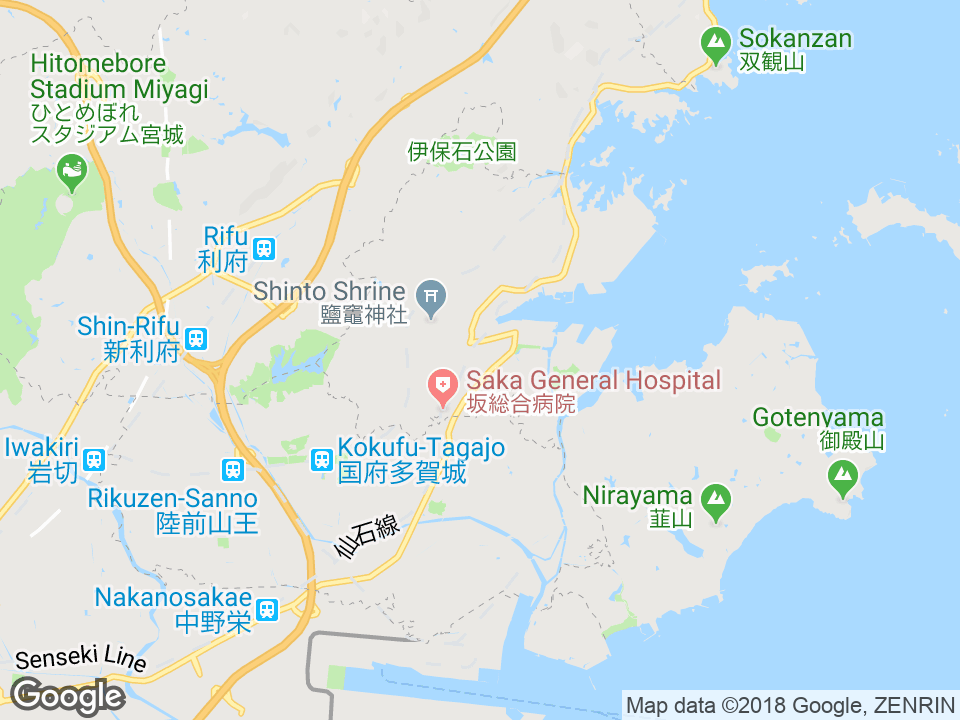 Sokanzan
双観山
Hitomebore
Stadium Miyagi
ひとめぼれ
スタジアム宮城
伊保石公園
Rifu
利府
Shinto Shrine
鹽竈神社
Shin-Rifu
新利府
Saka General Hospital
坂総合病院
Gotenyama
御殿山
Iwakiri
岩切
Kokufu-Tagajo
国府多賀城
Rikuzen-Sanno
陸前山王
Nirayama
韮山
仙石線
Nakanosakae
中野栄
Senseki Line
Google
Map data ©2018 Google, ZENRIN